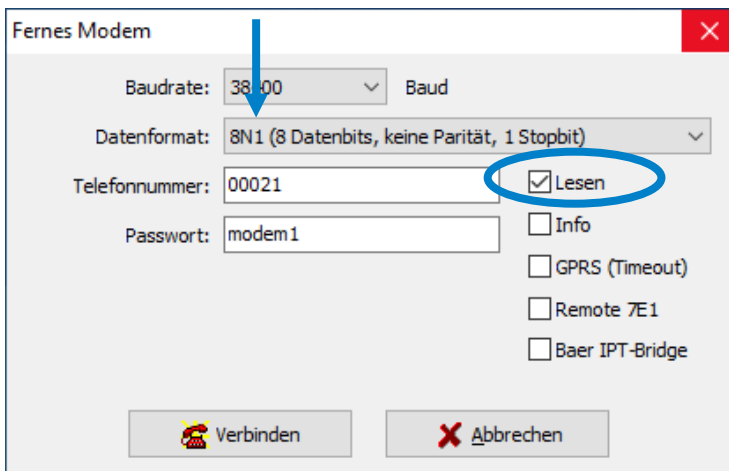 Fernes Modem
Baudrate: 38400 Baud
Datenformat: 8N1 (8 Datenbits, keine Parität, 1 Stopbit)
Telefonnummer: 00021 Lesen
Passwort: modem1 Info
GPRS (Timeout)
Remote 7E1
Baer IPT-Bridge
Verbinden Abbrechen